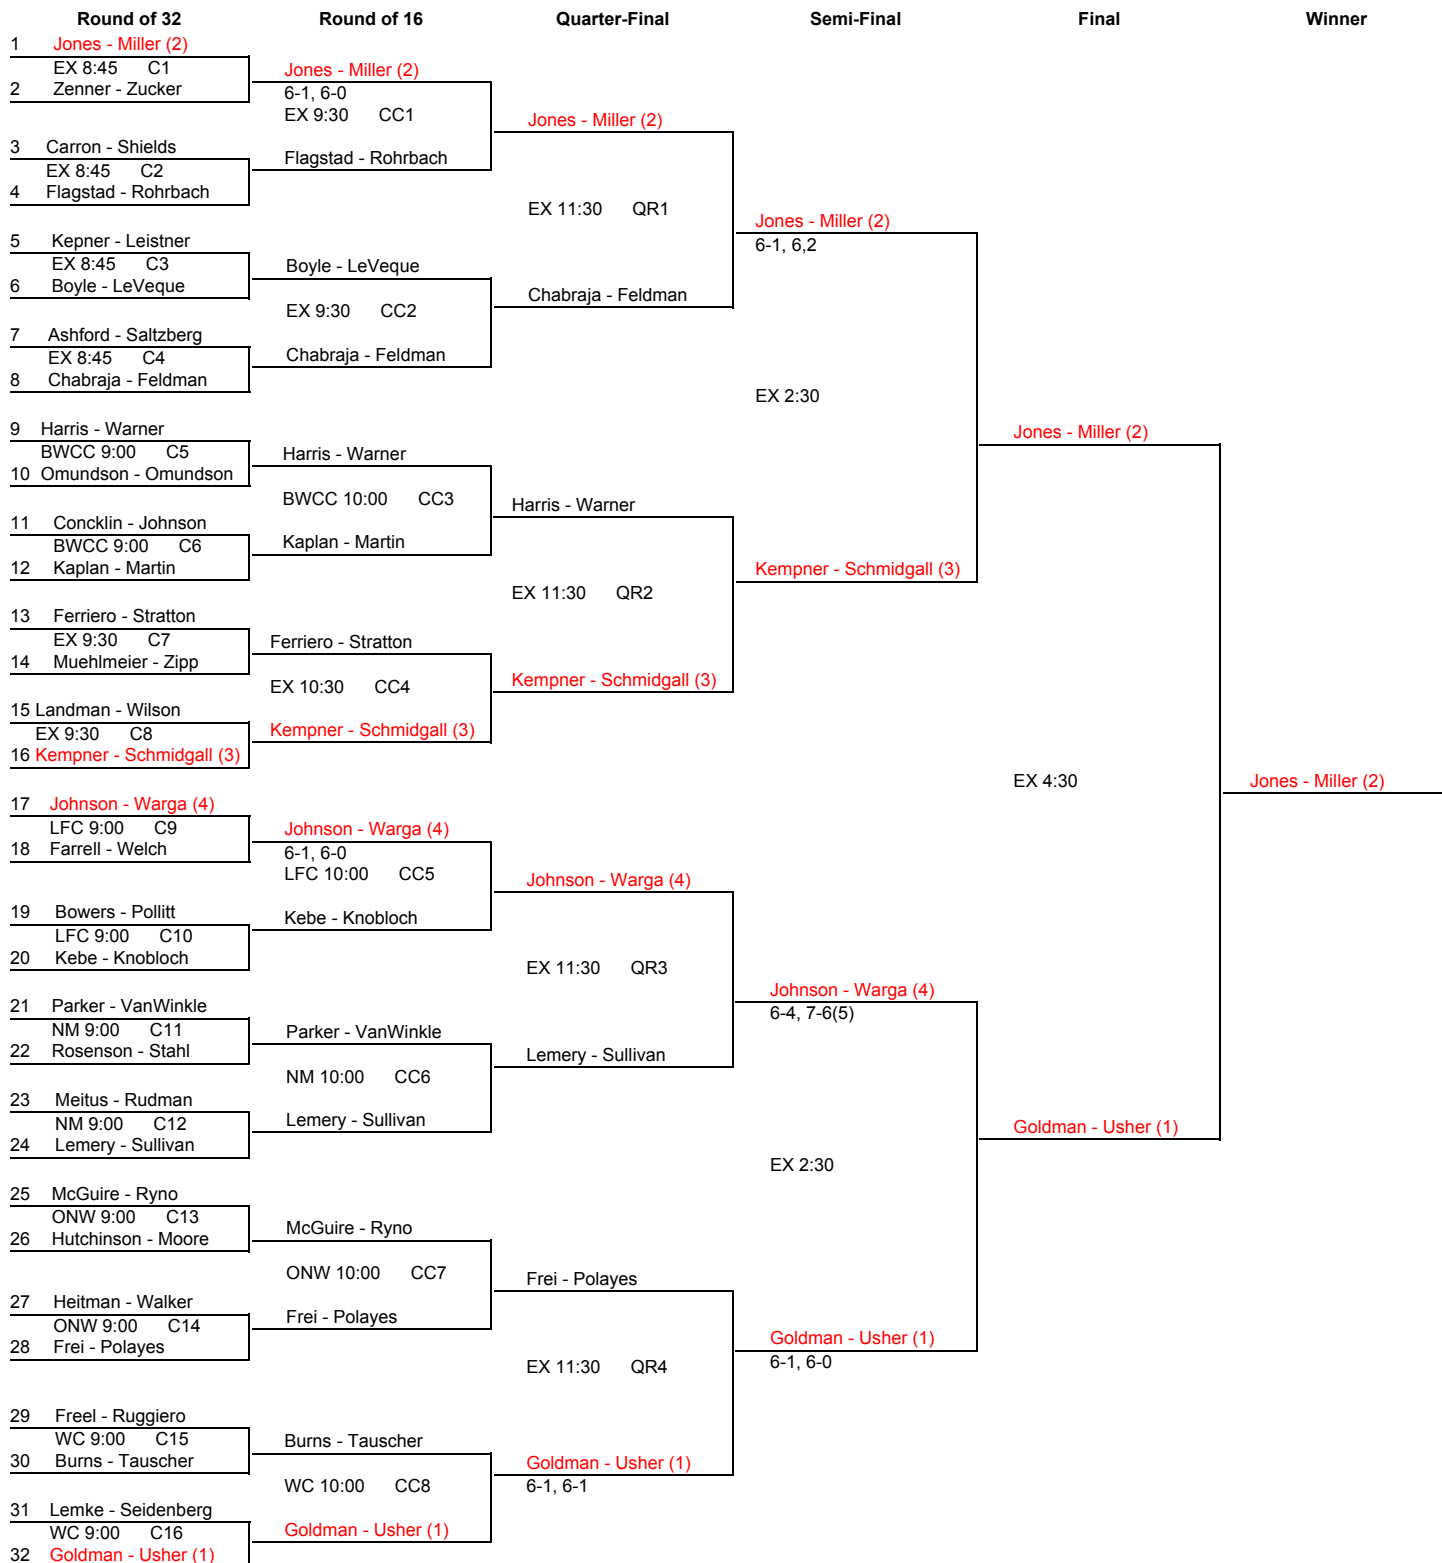 Round of 32 Round of 16 Quarter-Final Semi-Final Final Winner
1 Jones - Miller (2)
EX 8:45 C1
2 Zenner - Zucker
3 Carron - Shields
EX 8:45 C2
4 Flagstad - Rohrbach
5 Kepner - Leistner
EX 8:45 C3
6 Boyle - LeVeque
7 Ashford - Saltzberg
EX 8:45 C4
8 Chabraja - Feldman
9 Harris - Warner
BWCC 9:00 C5
10 Omundson - Omundson
11 Concklin - Johnson
BWCC 9:00 C6
12 Kaplan - Martin
13 Ferriero - Stratton
EX 9:30 C7
14 Muehlmeier - Zipp
15 Landman - Wilson
EX 9:30 C8
16 Kempner - Schmidgall (3)
17 Johnson - Warga (4)
LFC 9:00 C9
18 Farrell - Welch
19 Bowers - Pollitt
LFC 9:00 C10
20 Kebe - Knobloch
21 Parker - VanWinkle
NM 9:00 C11
22 Rosenson - Stahl
23 Meitus - Rudman
NM 9:00 C12
24 Lemery - Sullivan
25 McGuire - Ryno
ONW 9:00 C13
26 Hutchinson - Moore
27 Heitman - Walker
ONW 9:00 C14
28 Frei - Polayes
29 Freel - Ruggiero
WC 9:00 C15
30 Burns - Tauscher
31 Lemke - Seidenberg
WC 9:00 C16
32 Goldman - Usher (1)
Jones - Miller (2)
6-1, 6-0
EX 9:30 CC1
Flagstad - Rohrbach
Boyle - LeVeque
EX 9:30 CC2
Chabraja - Feldman
Harris - Warner
BWCC 10:00 CC3
Kaplan - Martin
Ferriero - Stratton
EX 10:30 CC4
Kempner - Schmidgall (3)
Johnson - Warga (4)
6-1, 6-0
LFC 10:00 CC5
Kebe - Knobloch
Parker - VanWinkle
NM 10:00 CC6
Lemery - Sullivan
McGuire - Ryno
ONW 10:00 CC7
Frei - Polayes
Burns - Tauscher
WC 10:00 CC8
Goldman - Usher (1)
Jones - Miller (2)
EX 11:30 QR1
Chabraja - Feldman
Harris - Warner
EX 11:30 QR2
Kempner - Schmidgall (3)
Johnson - Warga (4)
EX 11:30 QR3
Lemery - Sullivan
Frei - Polayes
EX 11:30 QR4
Goldman - Usher (1)
6-1, 6-1
Jones - Miller (2)
6-1, 6,2
EX 2:30
Kempner - Schmidgall (3)
Johnson - Warga (4)
6-4, 7-6(5)
EX 2:30
Goldman - Usher (1)
6-1, 6-0
Jones - Miller (2)
EX 4:30
Goldman - Usher (1)
Jones - Miller (2)